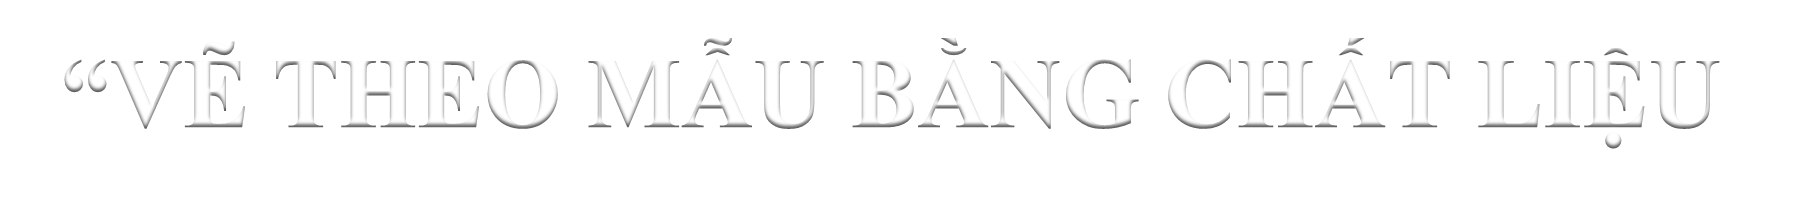 “VẼ THEO MẪU BẰNG CHẤT LIỆU